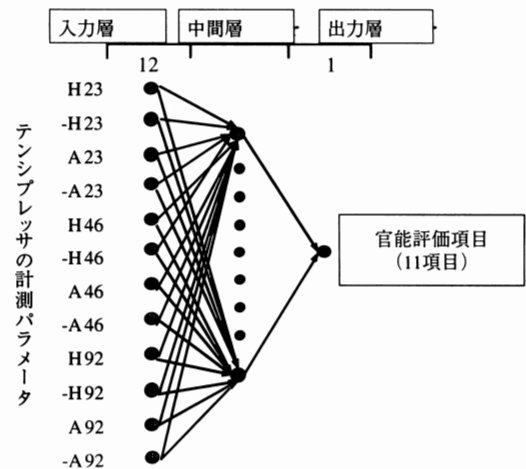 入力層
中間層
出力層
12
1
テンシプレッサの計測パラメータ
H23
-H23
A23
-A23
H46
-H46
A46
-A46
H92
-H92
A92
-A92
官能評価項目
(11項目)